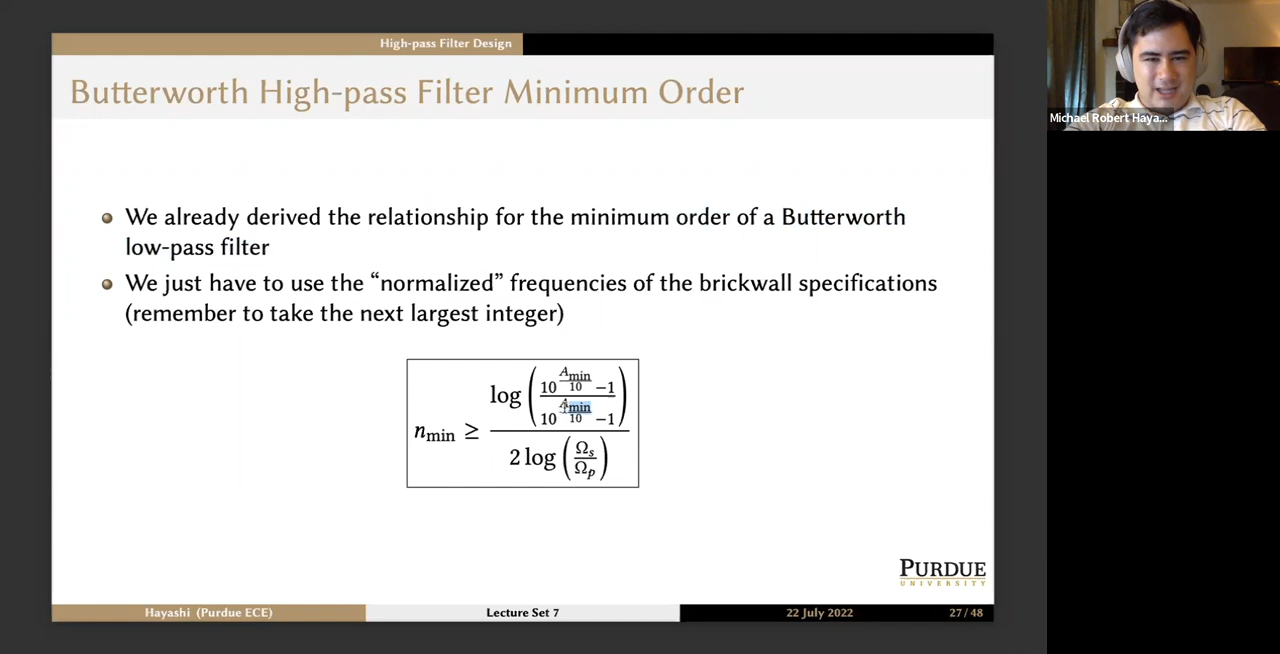 High-pass Filter Design
Butterworth High-pass Filter Minimum Order
Michael Robert Haya...
We already derived the relationship for the minimum order of a Butterworth
low-pass filter
We just have to use the “normalized” frequencies of the brickwall specifications
(remember to take the next largest integer)
n_min ≥ log((10^(A_min/10) −1)/(10^(A_min/10) −1)) / (2 log(Ω_s/Ω_p))
PURDUE
UNIVERSITY
Hayashi (Purdue ECE) Lecture Set 7 22 July 2022 27/48